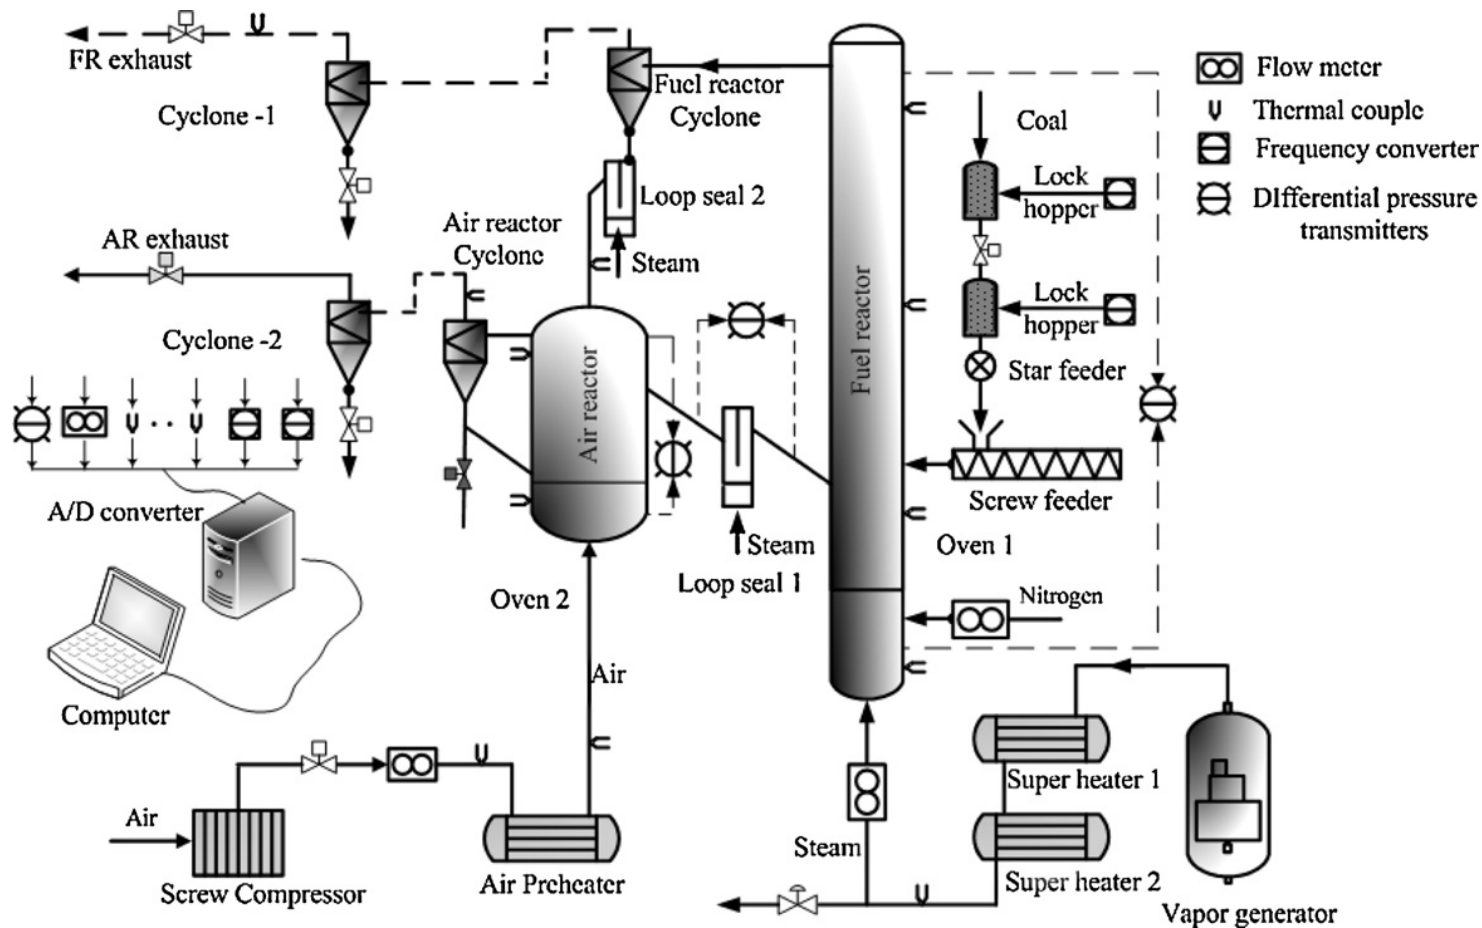 FR exhaust
Cyclone -1
Fuel reactor
Cyclone
Loop seal 2
Steam
Air reactor
Cyclone
AR exhaust
Cyclone -2
A/D converter
Computer
Air reactor
Fuel reactor
Coal
Lock
hopper
Lock
hopper
Star feeder
Screw feeder
Flow meter
Thermal couple
Frequency converter
DIfferential pressure
transmitters
Steam
Loop seal 1
Oven 1
Oven 2
Nitrogen
Air
Air
Screw Compressor
Air Preheater
Steam
Super heater 1
Super heater 2
Vapor generator